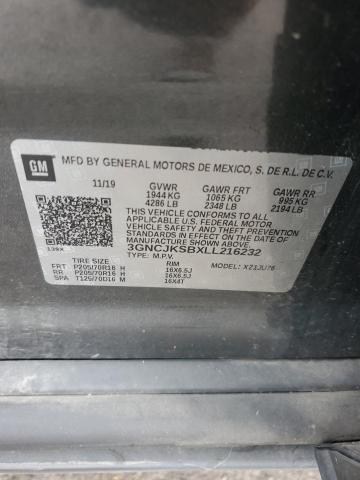 GM
MFD BY GENERAL MOTORS DE MEXICO, S. DE R.L. DE C.V.
11/19 GVWR GAWR FRT GAWR RR
1944 KG 1065 KG 995 KG
4286 LB 2348 LB 2194 LB
THIS VEHICLE CONFORMS TO ALL APPLICABLE U.S. FEDERAL MOTOR
VEHICLE SAFETY AND THEFT PREVENTION STANDARDS
IN EFFECT ON THE DATE OF MANUFACTURE SHOWN ABOVE.
3GNCJKSBXLL216232
TYPE: M.P.V. MODEL: X23JU76
139X
TIRE SIZE RIM
FRT P205/70R16 H 16X6.5J
RR P205/70R16 H 16X6.5J
SPA T125/70D16 M 16X4T